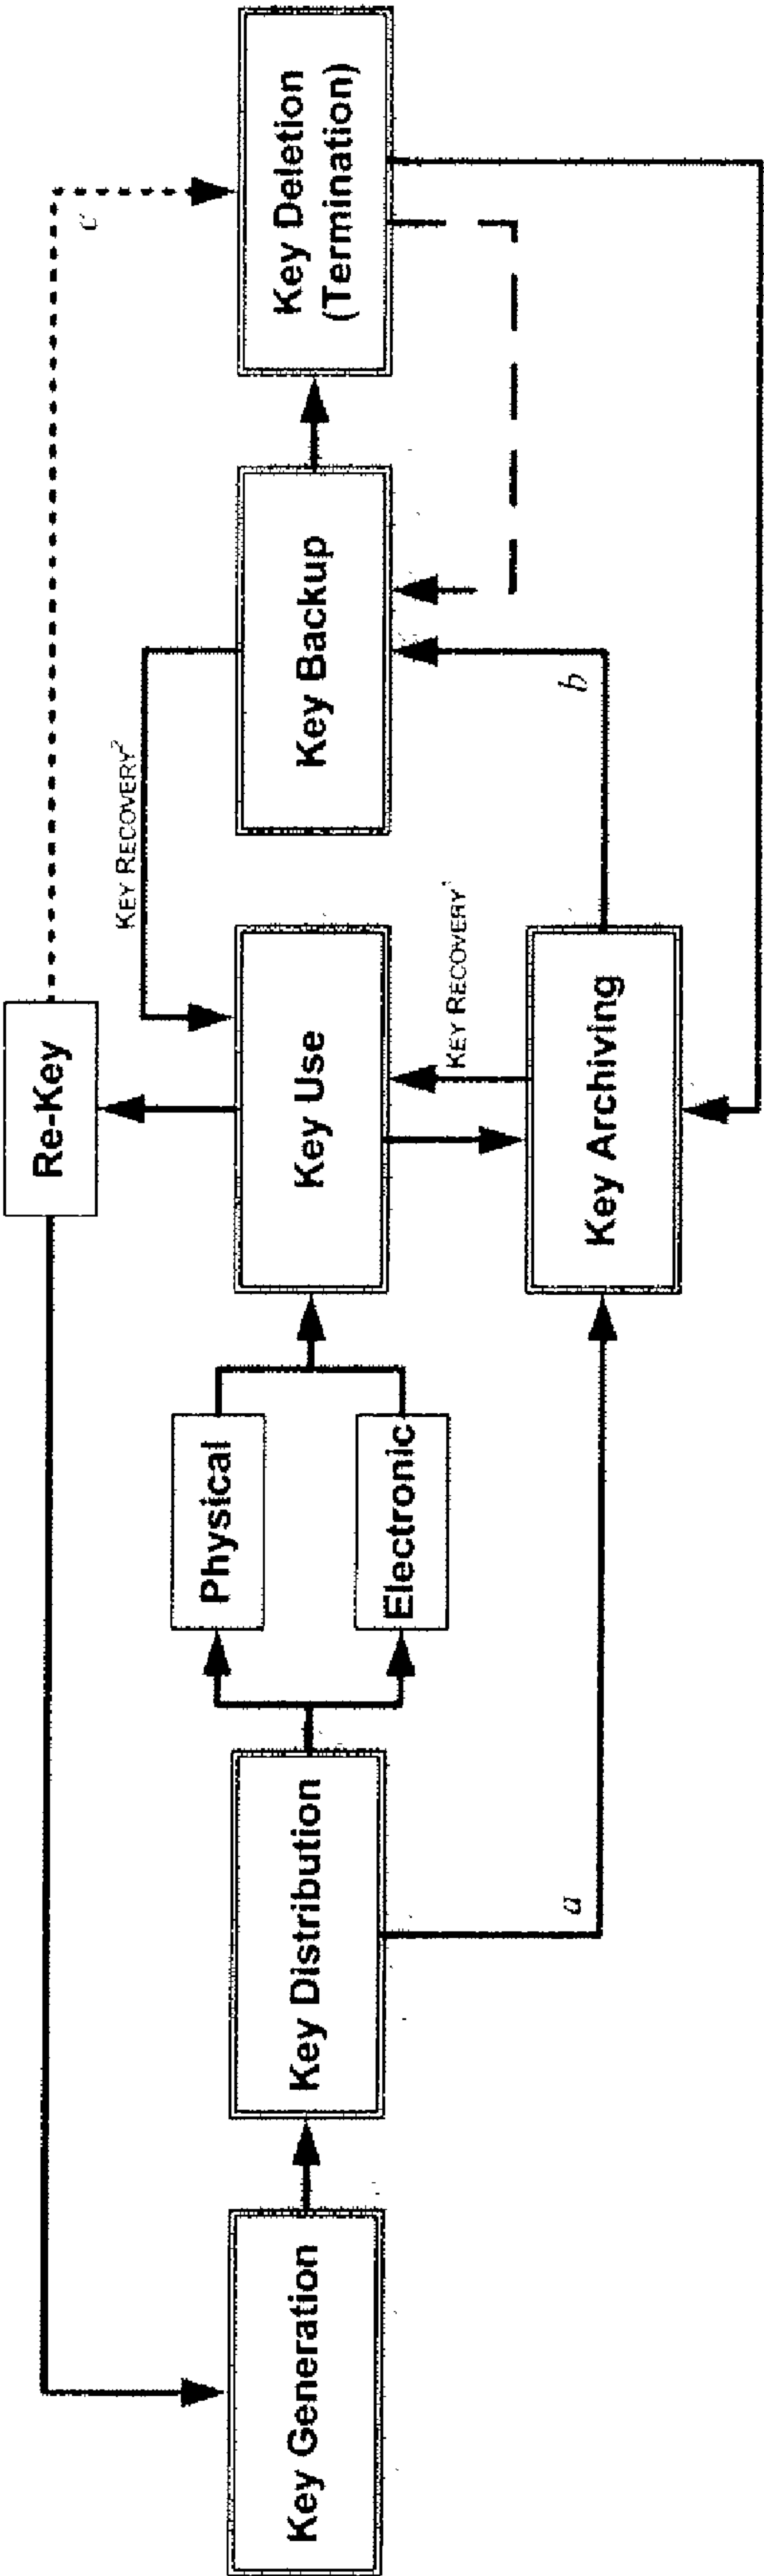 Re-Key
c
KEY RECOVERY²
Key Generation
Key Distribution
Physical
Electronic
Key Use
Key Backup
Key Deletion
(Termination)
KEY RECOVERY¹
a
Key Archiving
b